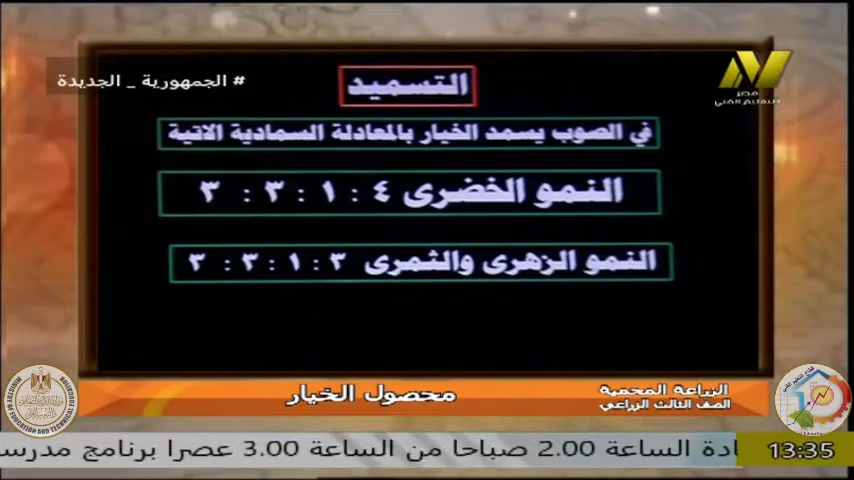 # الجمهورية _ الجديدة
مصر
للتعليم الفني
التسميد
في الصوب يسمد الخيار بالمعادلة السمادية الاتية
النمو الخضرى ٤ : ١ : ٣ : ٣
النمو الزهرى والثمرى ٣ : ١ : ٣ : ٣
الزراعة المحمية
الصف الثالث الزراعي
محصول الخيار
ادة الساعة 2.00 صباحا من الساعة 3.00 عصرا برنامج مدرس
13:35